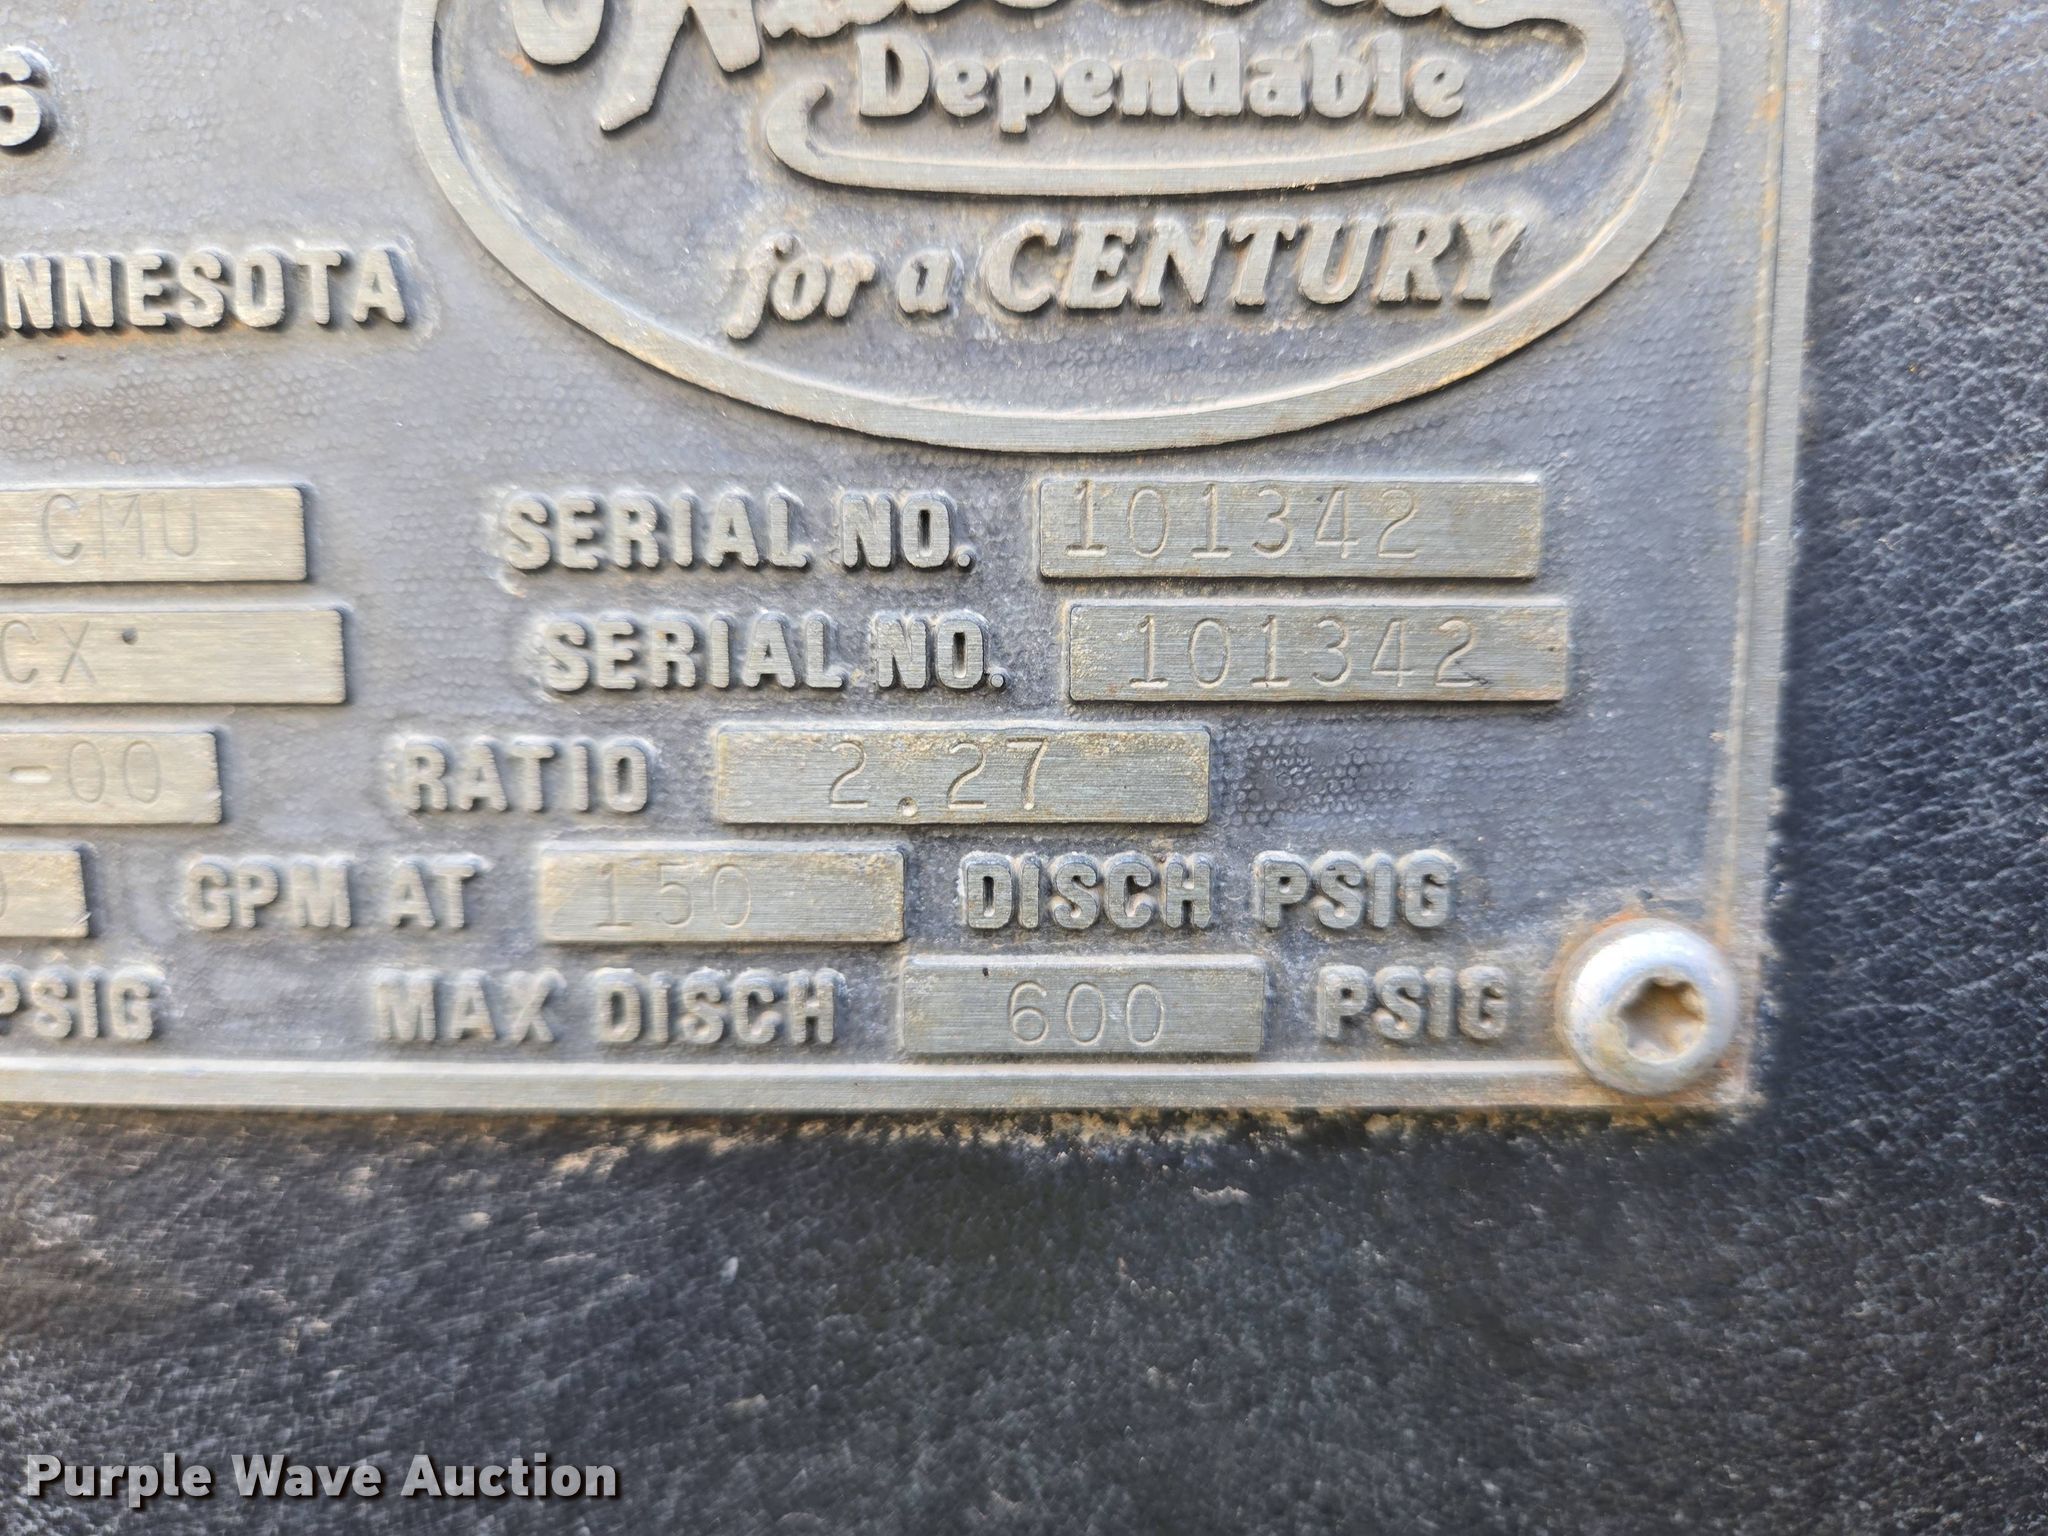 Dependable
6
for a CENTURY
NNESOTA
CMU SERIAL NO. 101342
CX SERIAL NO. 101342
-00 RATIO 2.27
GPM AT 150 DISCH PSIG
PSIG MAX DISCH 600 PSIG
Purple Wave Auction